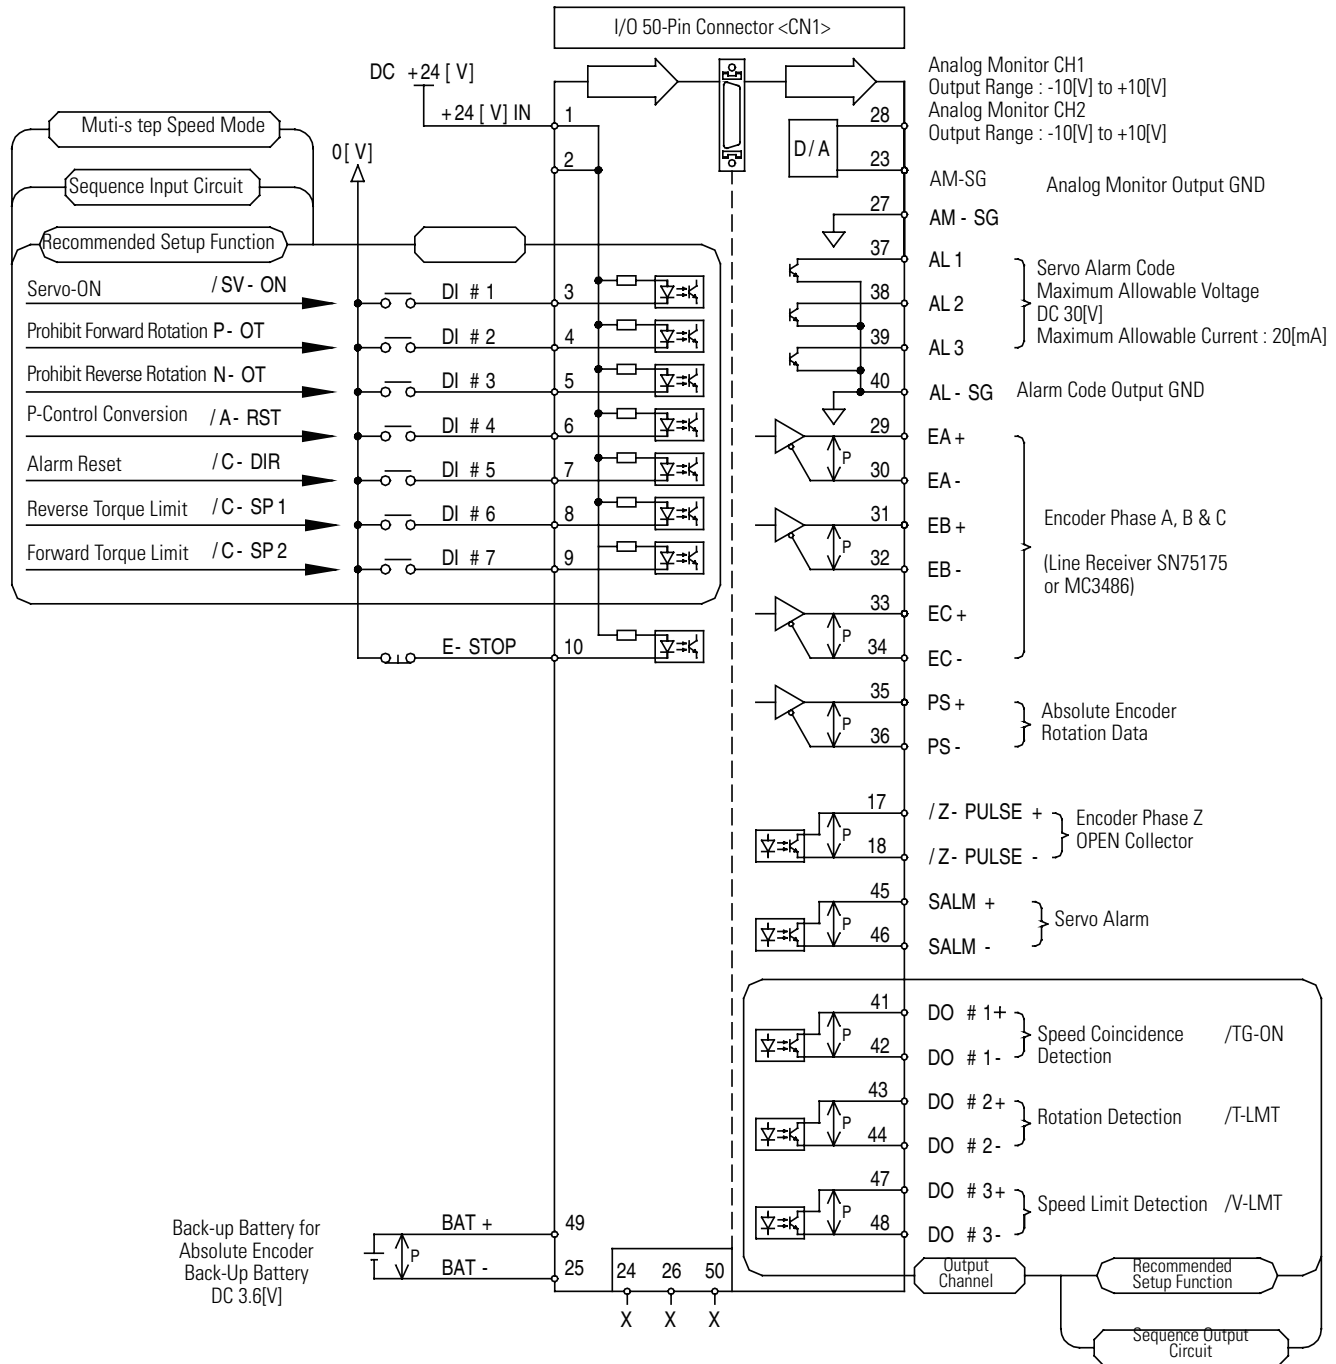 I/O 50-Pin Connector <CN1>
DC +24 [ V]
+24 [ V] IN
1
2
0[ V]
Muti-s tep Speed Mode
Sequence Input Circuit
Recommended Setup Function
Servo-ON /SV- ON DI # 1 3
Prohibit Forward Rotation P- OT DI # 2 4
Prohibit Reverse Rotation N- OT DI # 3 5
P-Control Conversion /A- RST DI # 4 6
Alarm Reset /C- DIR DI # 5 7
Reverse Torque Limit /C- SP1 DI # 6 8
Forward Torque Limit /C- SP2 DI # 7 9
E- STOP 10
Back-up Battery for
Absolute Encoder
Back-Up Battery
DC 3.6[V]
P
BAT + 49
BAT - 25
24 26 50
X X X
D/A
28
23
Analog Monitor CH1
Output Range : -10[V] to +10[V]
Analog Monitor CH2
Output Range : -10[V] to +10[V]
AM-SG Analog Monitor Output GND
27 AM - SG
37 AL1
38 AL2
39 AL3
Servo Alarm Code
Maximum Allowable Voltage
DC 30[V]
Maximum Allowable Current : 20[mA]
40 AL- SG Alarm Code Output GND
29 EA+
P
30 EA-
31 EB+
P
32 EB-
33 EC+
P
34 EC-
Encoder Phase A, B & C
(Line Receiver SN75175
or MC3486)
35 PS+
P
36 PS-
Absolute Encoder
Rotation Data
17 /Z- PULSE +
P
18 /Z- PULSE -
Encoder Phase Z
OPEN Collector
45 SALM +
P
46 SALM -
Servo Alarm
41 DO # 1+
P
42 DO # 1-
Speed Coincidence
Detection
/TG-ON
43 DO # 2+
P
44 DO # 2-
Rotation Detection /T-LMT
47 DO # 3+
P
48 DO # 3-
Speed Limit Detection /V-LMT
Output
Channel
Recommended
Setup Function
Sequence Output
Circuit